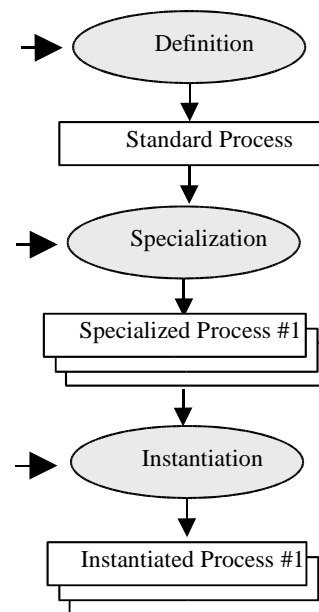 Definition
Standard Process
Specialization
Specialized Process #1
Instantiation
Instantiated Process #1